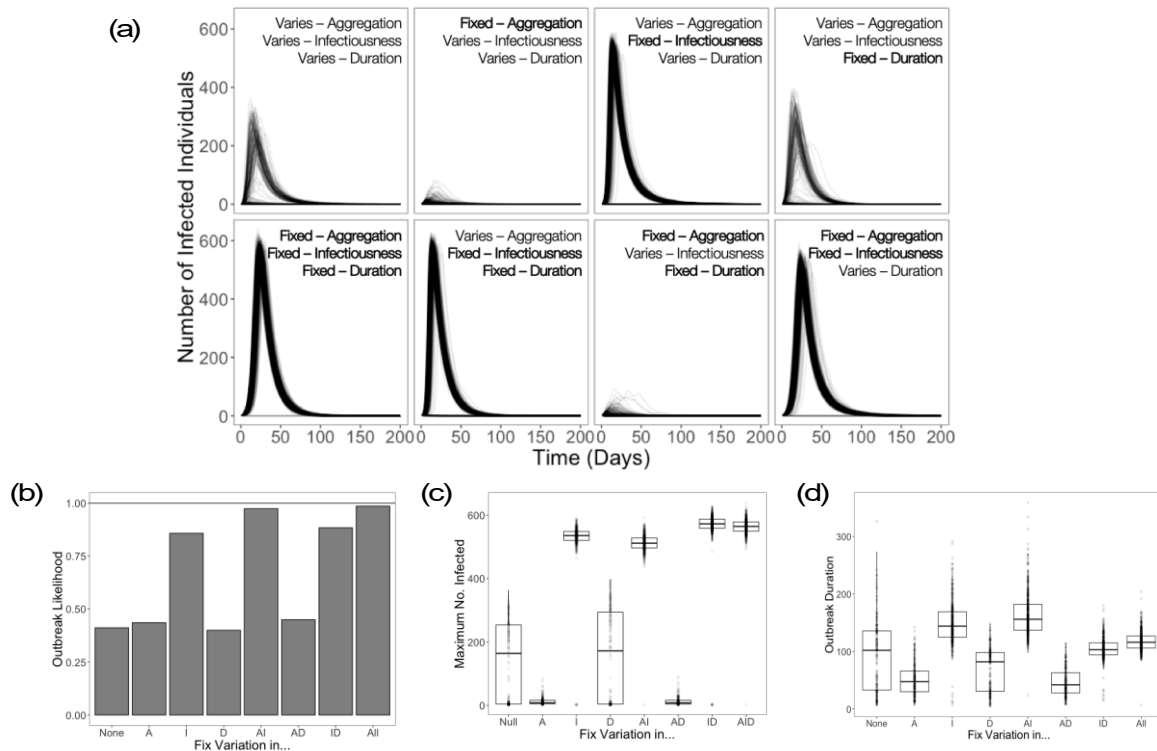 (a)
Number of Infected Individuals
600
400
200
0
Varies – Aggregation
Varies – Infectiousness
Varies – Duration
Fixed – Aggregation
Varies – Infectiousness
Varies – Duration
Varies – Aggregation
Fixed – Infectiousness
Varies – Duration
Varies – Aggregation
Varies – Infectiousness
Fixed – Duration
600
400
200
0
Fixed – Aggregation
Fixed – Infectiousness
Fixed – Duration
Varies – Aggregation
Fixed – Infectiousness
Fixed – Duration
Fixed – Aggregation
Varies – Infectiousness
Fixed – Duration
Fixed – Aggregation
Fixed – Infectiousness
Varies – Duration
0 50 100 150 200 0 50 100 150 200 0 50 100 150 200 0 50 100 150 200
Time (Days)
(b)
Outbreak Likelihood
1.00
0.75
0.50
0.25
0.00
None A I D AI AD ID All
Fix Variation in...
(c)
Maximum No. Infected
600
400
200
0
Null A I D AI AD ID AID
Fix Variation in...
(d)
Outbreak Duration
300
200
100
0
None A I D AI AD ID All
Fix Variation in...